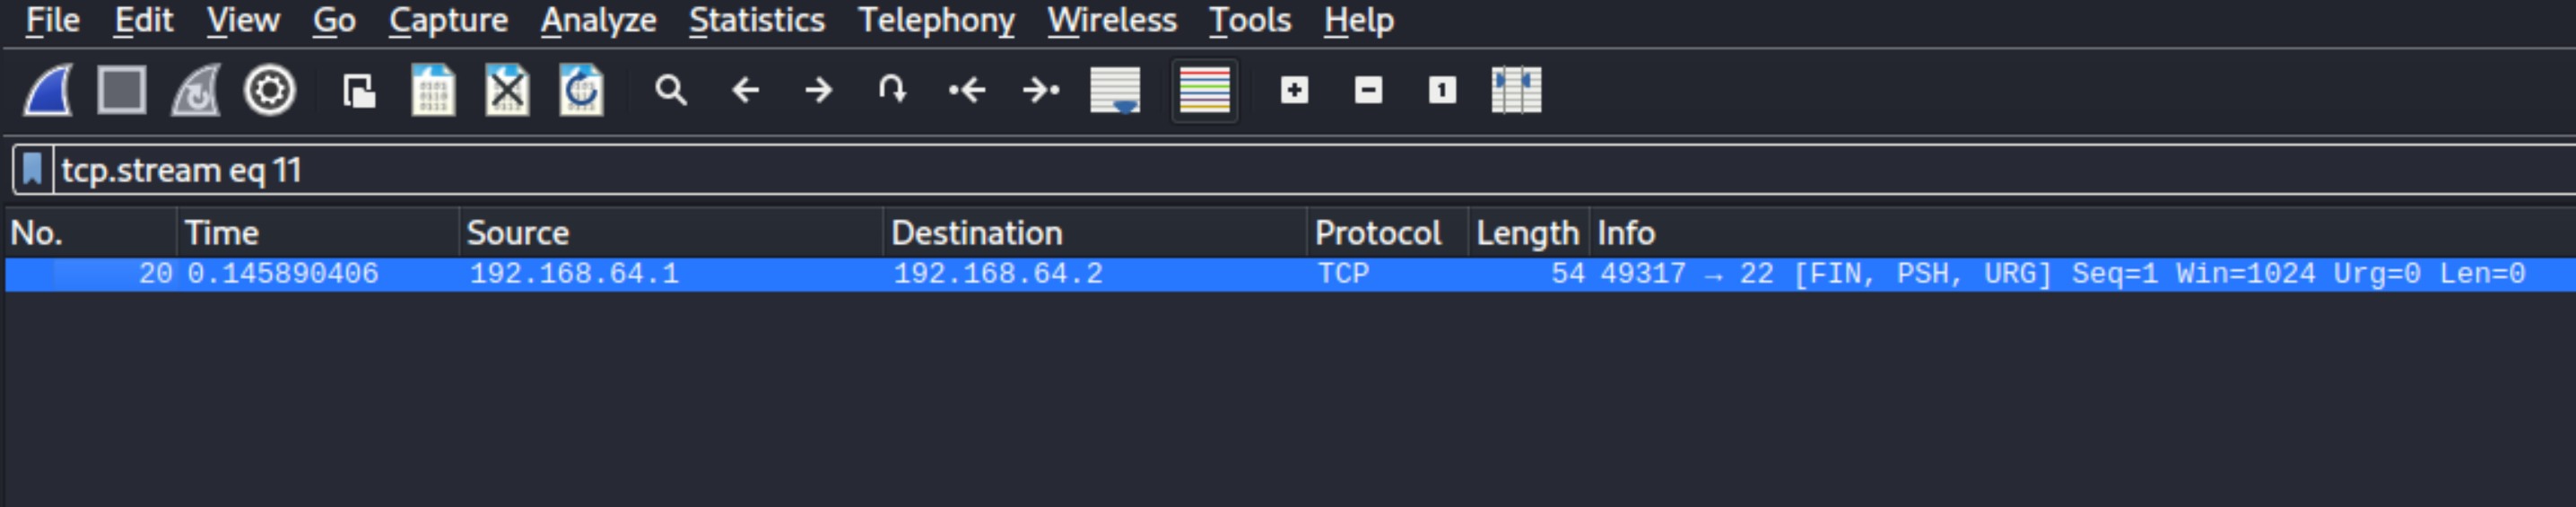 File Edit View Go Capture Analyze Statistics Telephony Wireless Tools Help
tcp.stream eq 11
No. Time Source Destination Protocol Length Info
20 0.145890406 192.168.64.1 192.168.64.2 TCP 54 49317 → 22 [FIN, PSH, URG] Seq=1 Win=1024 Urg=0 Len=0